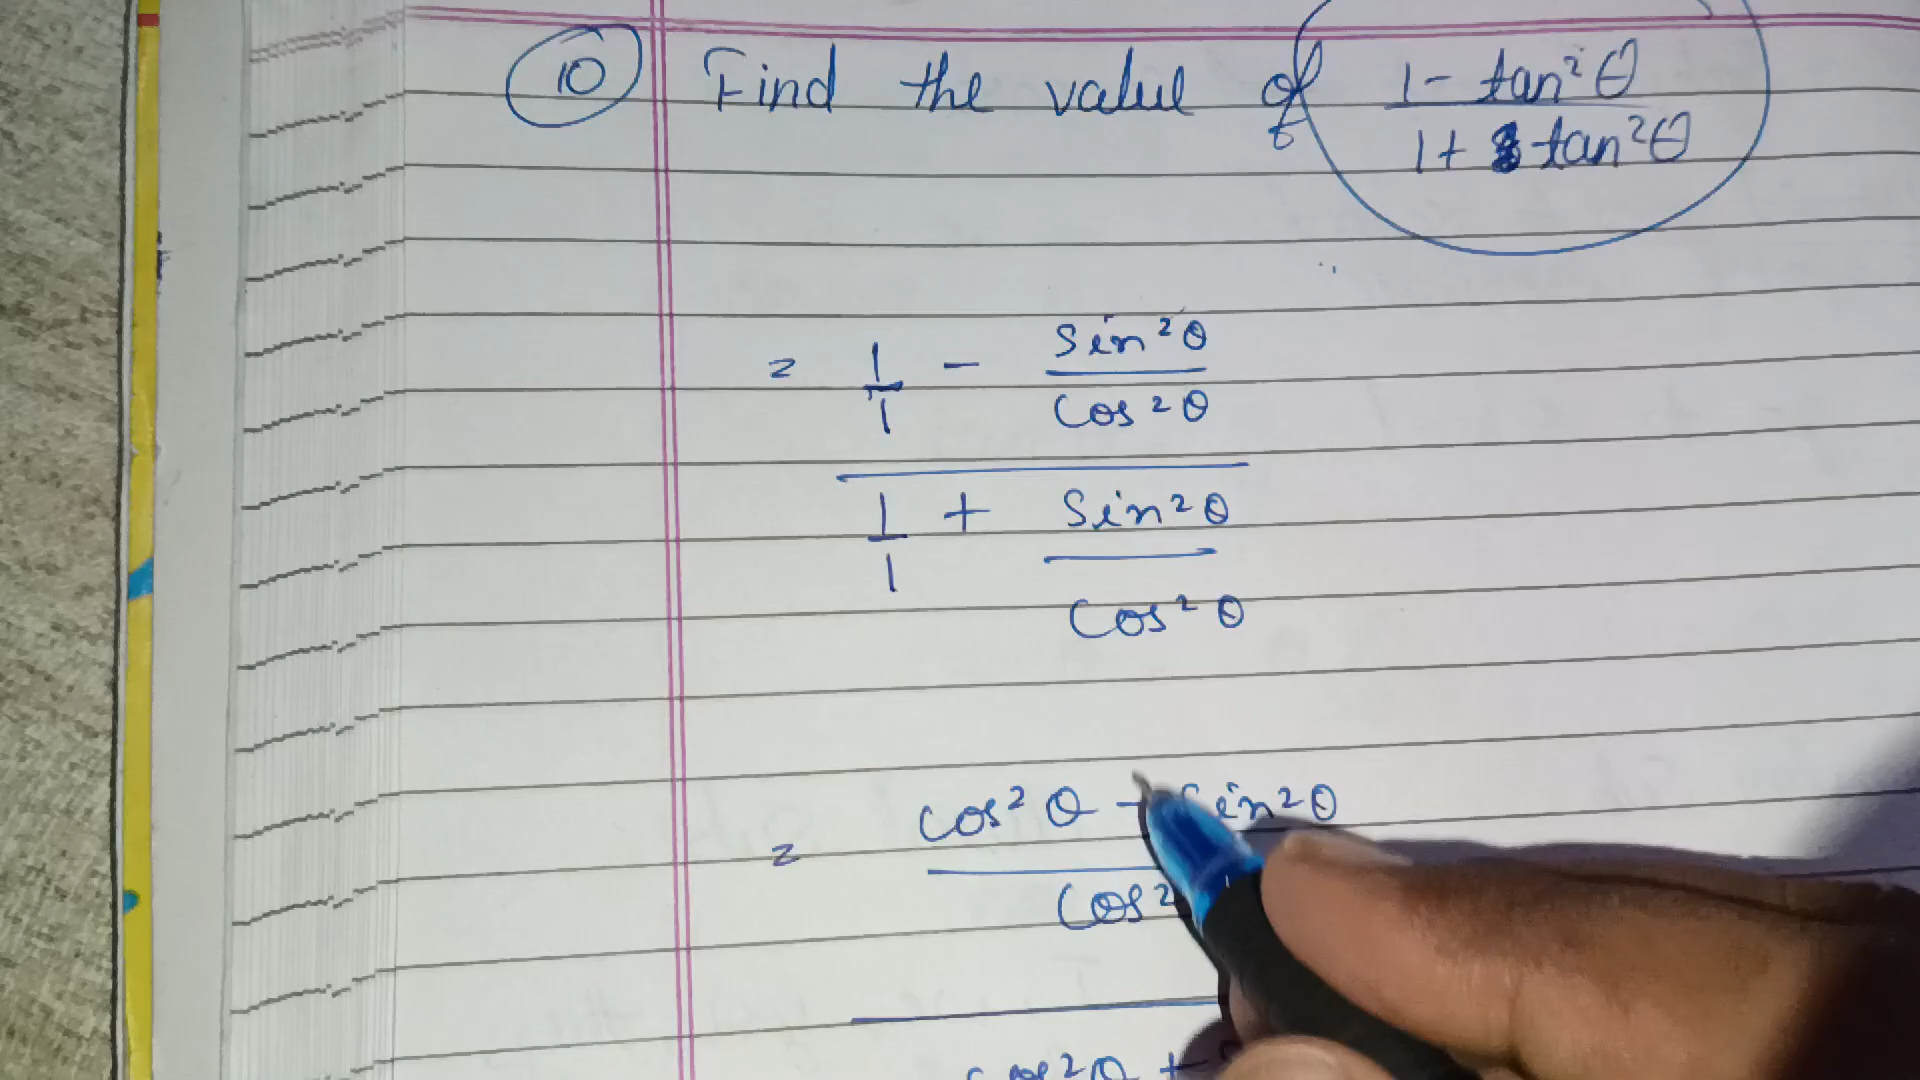 10 Find the value of 1 - tan²θ
1 + tan²θ
= 1 - sin²θ
1 cos²θ
1 + sin²θ
1 cos²θ
= cos²θ - sin²θ
cos²
cos²θ +